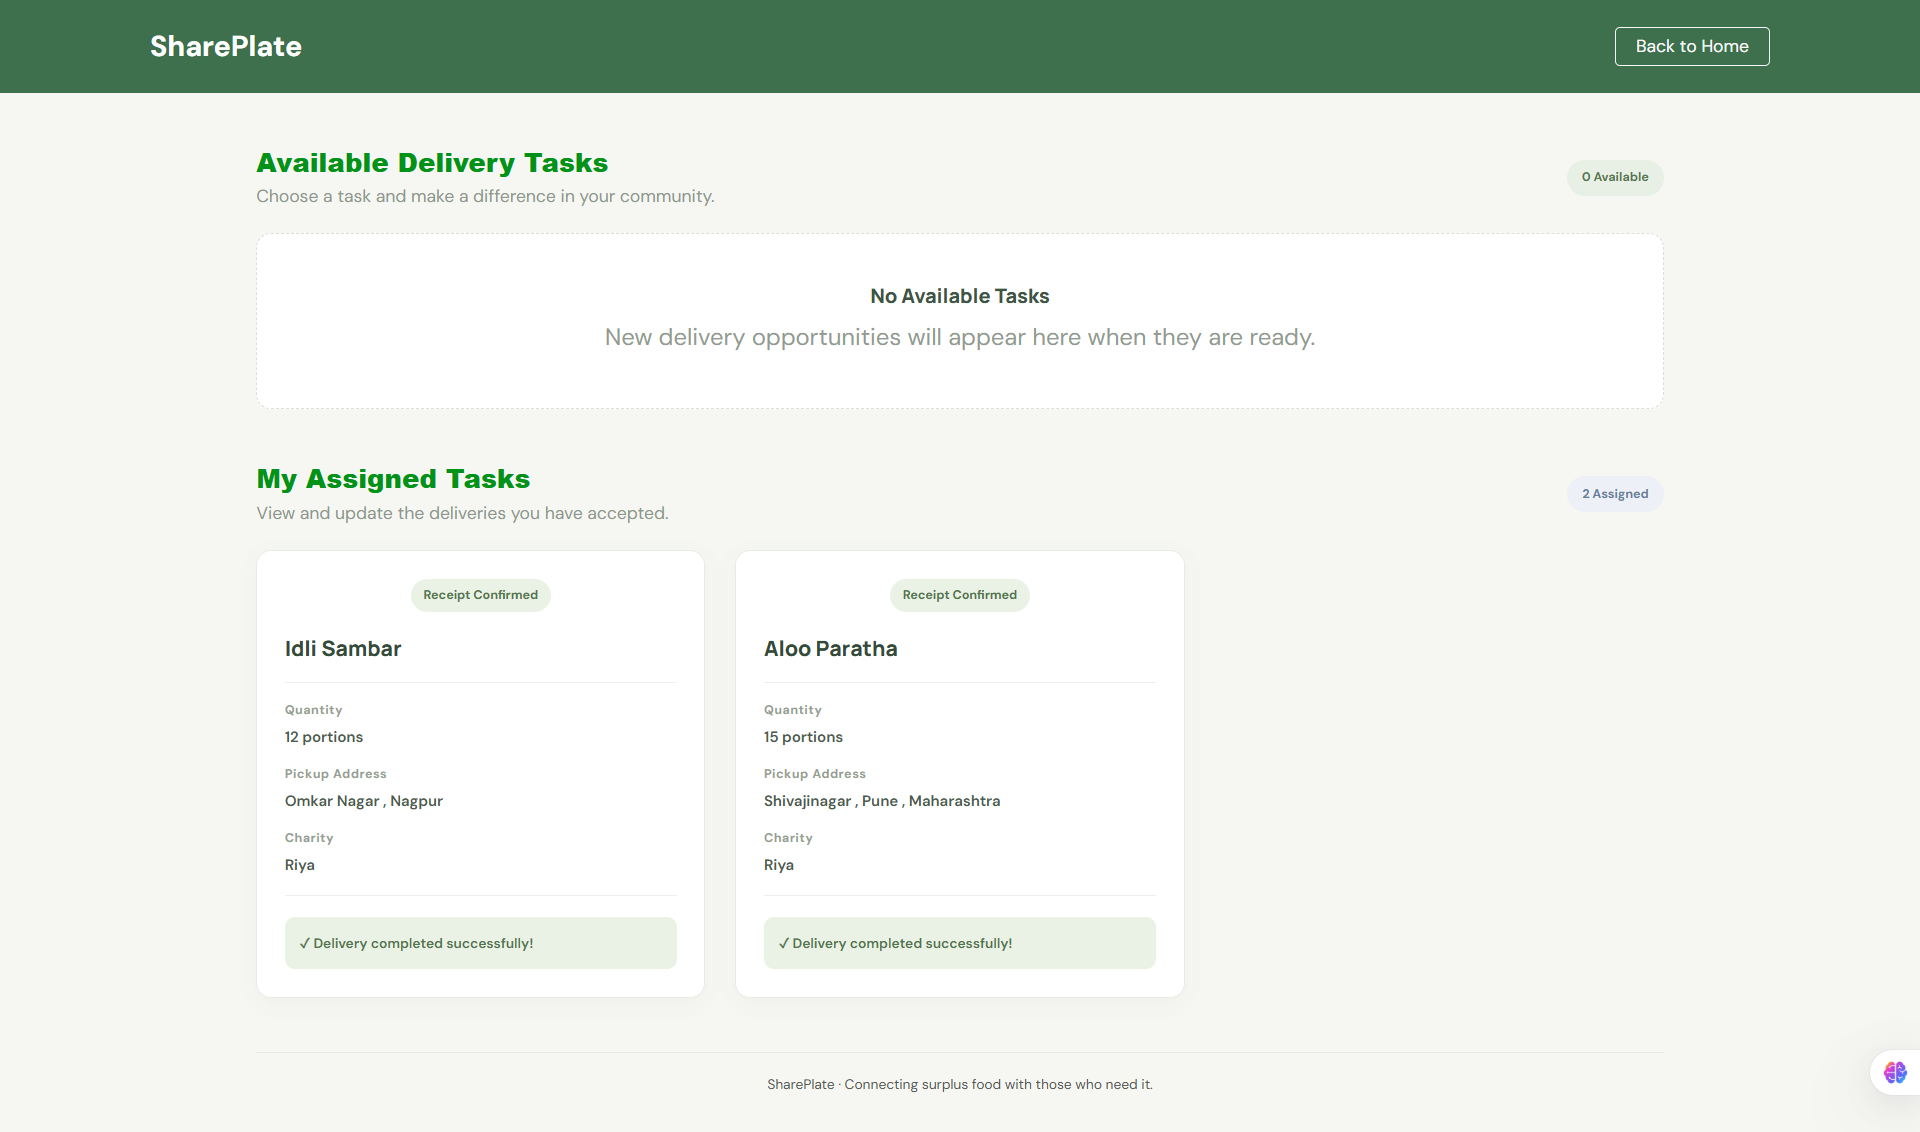 SharePlate
Back to Home
Available Delivery Tasks
Choose a task and make a difference in your community.
0 Available
No Available Tasks
New delivery opportunities will appear here when they are ready.
My Assigned Tasks
View and update the deliveries you have accepted.
2 Assigned
Receipt Confirmed
Idli Sambar
Quantity
12 portions
Pickup Address
Omkar Nagar , Nagpur
Charity
Riya
✓ Delivery completed successfully!
Receipt Confirmed
Aloo Paratha
Quantity
15 portions
Pickup Address
Shivajinagar , Pune , Maharashtra
Charity
Riya
✓ Delivery completed successfully!
SharePlate · Connecting surplus food with those who need it.